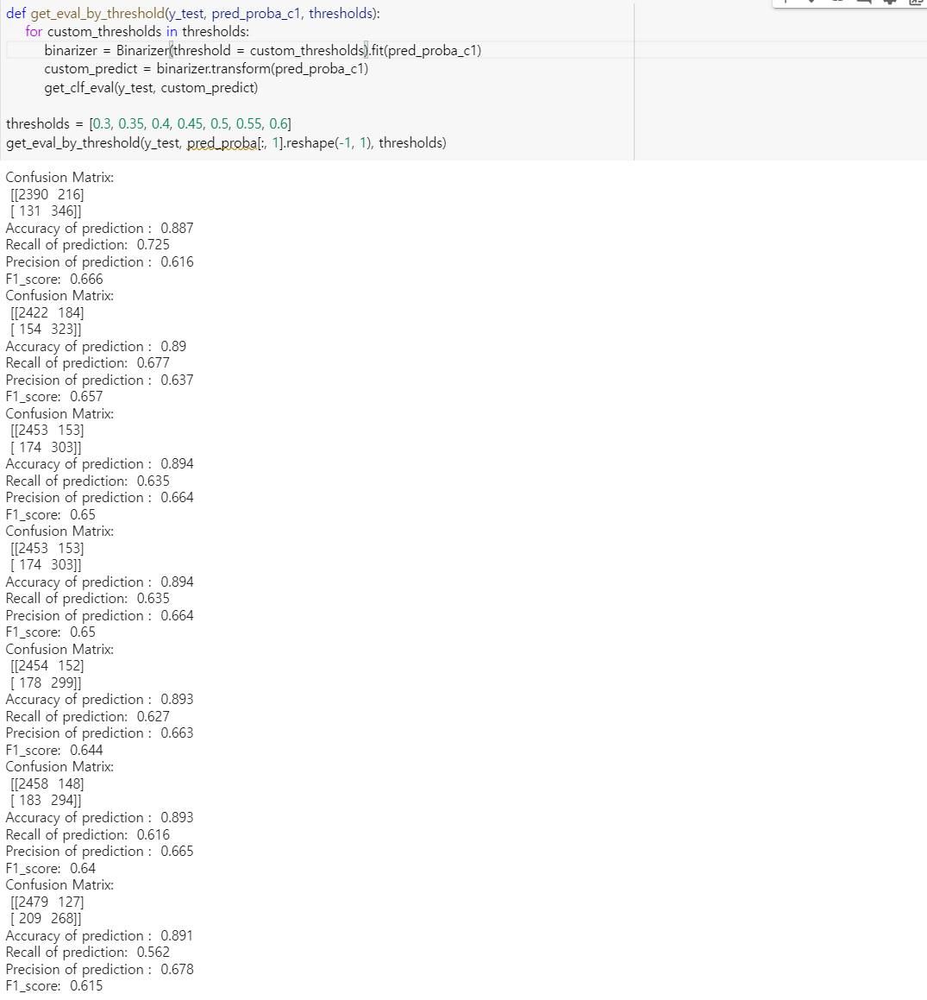 def get_eval_by_threshold(y_test, pred_proba_c1, thresholds):
for custom_thresholds in thresholds:
binarizer = Binarizer(threshold = custom_thresholds).fit(pred_proba_c1)
custom_predict = binarizer.transform(pred_proba_c1)
get_clf_eval(y_test, custom_predict)
thresholds = [0.3, 0.35, 0.4, 0.45, 0.5, 0.55, 0.6]
get_eval_by_threshold(y_test, pred_proba[:, 1].reshape(-1, 1), thresholds)
Confusion Matrix:
[[2390 216]
[ 131 346]]
Accuracy of prediction : 0.887
Recall of prediction: 0.725
Precision of prediction : 0.616
F1_score: 0.666
Confusion Matrix:
[[2422 184]
[ 154 323]]
Accuracy of prediction : 0.89
Recall of prediction: 0.677
Precision of prediction : 0.637
F1_score: 0.657
Confusion Matrix:
[[2453 153]
[ 174 303]]
Accuracy of prediction : 0.894
Recall of prediction: 0.635
Precision of prediction : 0.664
F1_score: 0.65
Confusion Matrix:
[[2453 153]
[ 174 303]]
Accuracy of prediction : 0.894
Recall of prediction: 0.635
Precision of prediction : 0.664
F1_score: 0.65
Confusion Matrix:
[[2454 152]
[ 178 299]]
Accuracy of prediction : 0.893
Recall of prediction: 0.627
Precision of prediction : 0.663
F1_score: 0.644
Confusion Matrix:
[[2458 148]
[ 183 294]]
Accuracy of prediction : 0.893
Recall of prediction: 0.616
Precision of prediction : 0.665
F1_score: 0.64
Confusion Matrix:
[[2479 127]
[ 209 268]]
Accuracy of prediction : 0.891
Recall of prediction: 0.562
Precision of prediction : 0.678
F1_score: 0.615